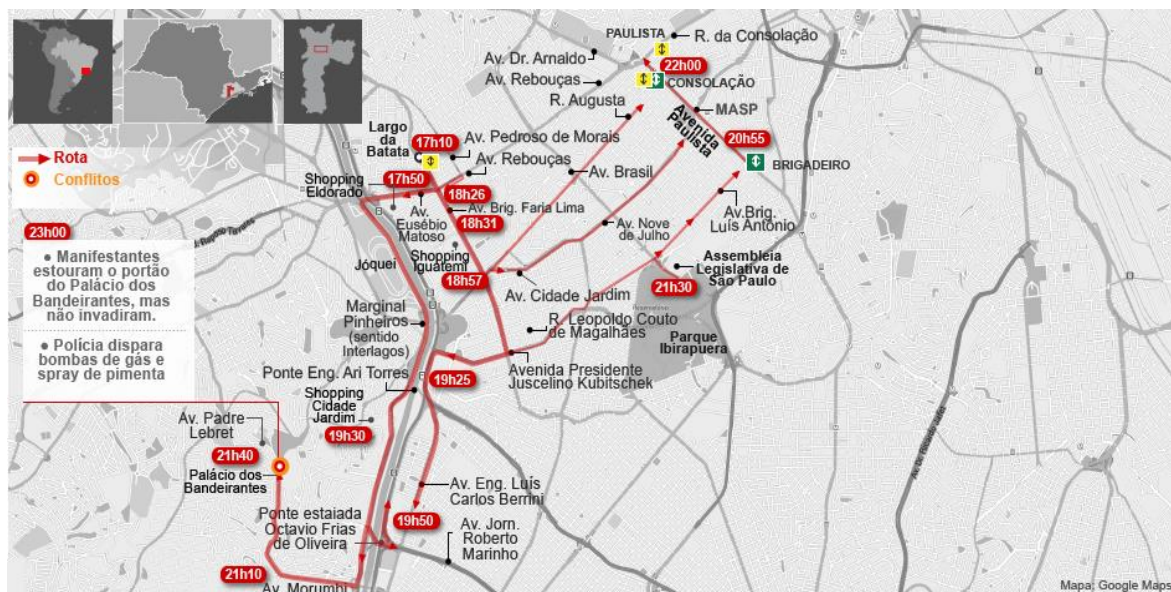 PAULISTA
R. da Consolação
Av. Dr. Arnaldo
22h00
Av. Rebouças
CONSOLAÇÃO
R. Augusta
MASP
Avenida
Paulista
20h55
BRIGADEIRO
Largo
da
Batata
17h10
Av. Pedroso de Morais
Av. Rebouças
Rota
Conflitos
Shopping
Eldorado
17h50
18h26
Av. Brasil
Av.
Eusébio
Matoso
Av. Brig. Faria Lima
18h31
Av. Nove
de Julho
Av.Brig.
Luís Antônio
23h00
• Manifestantes
estouram o portão
do Palácio dos
Bandeirantes, mas
não invadiram.
• Polícia dispara
bombas de gás e
spray de pimenta
Jóquei
Shopping
Iguatemi
18h57
Av. Cidade Jardim
Assembleia
Legislativa de
São Paulo
21h30
Marginal
Pinheiros
(sentido
Interlagos)
R. Leopoldo Couto
de Magalhães
Parque
Ibirapuera
Ponte Eng. Ari Torres
19h25
Avenida Presidente
Juscelino Kubitschek
Shopping
Cidade
Jardim
19h30
Av. Padre
Lebret
21h40
Palácio dos
Bandeirantes
Av. Eng. Luís
Carlos Berrini
Ponte estaiada
Octavio Frias
de Oliveira
19h50
Av. Jorn.
Roberto
Marinho
21h10
Av. Morumbi
Mapa: Google Maps